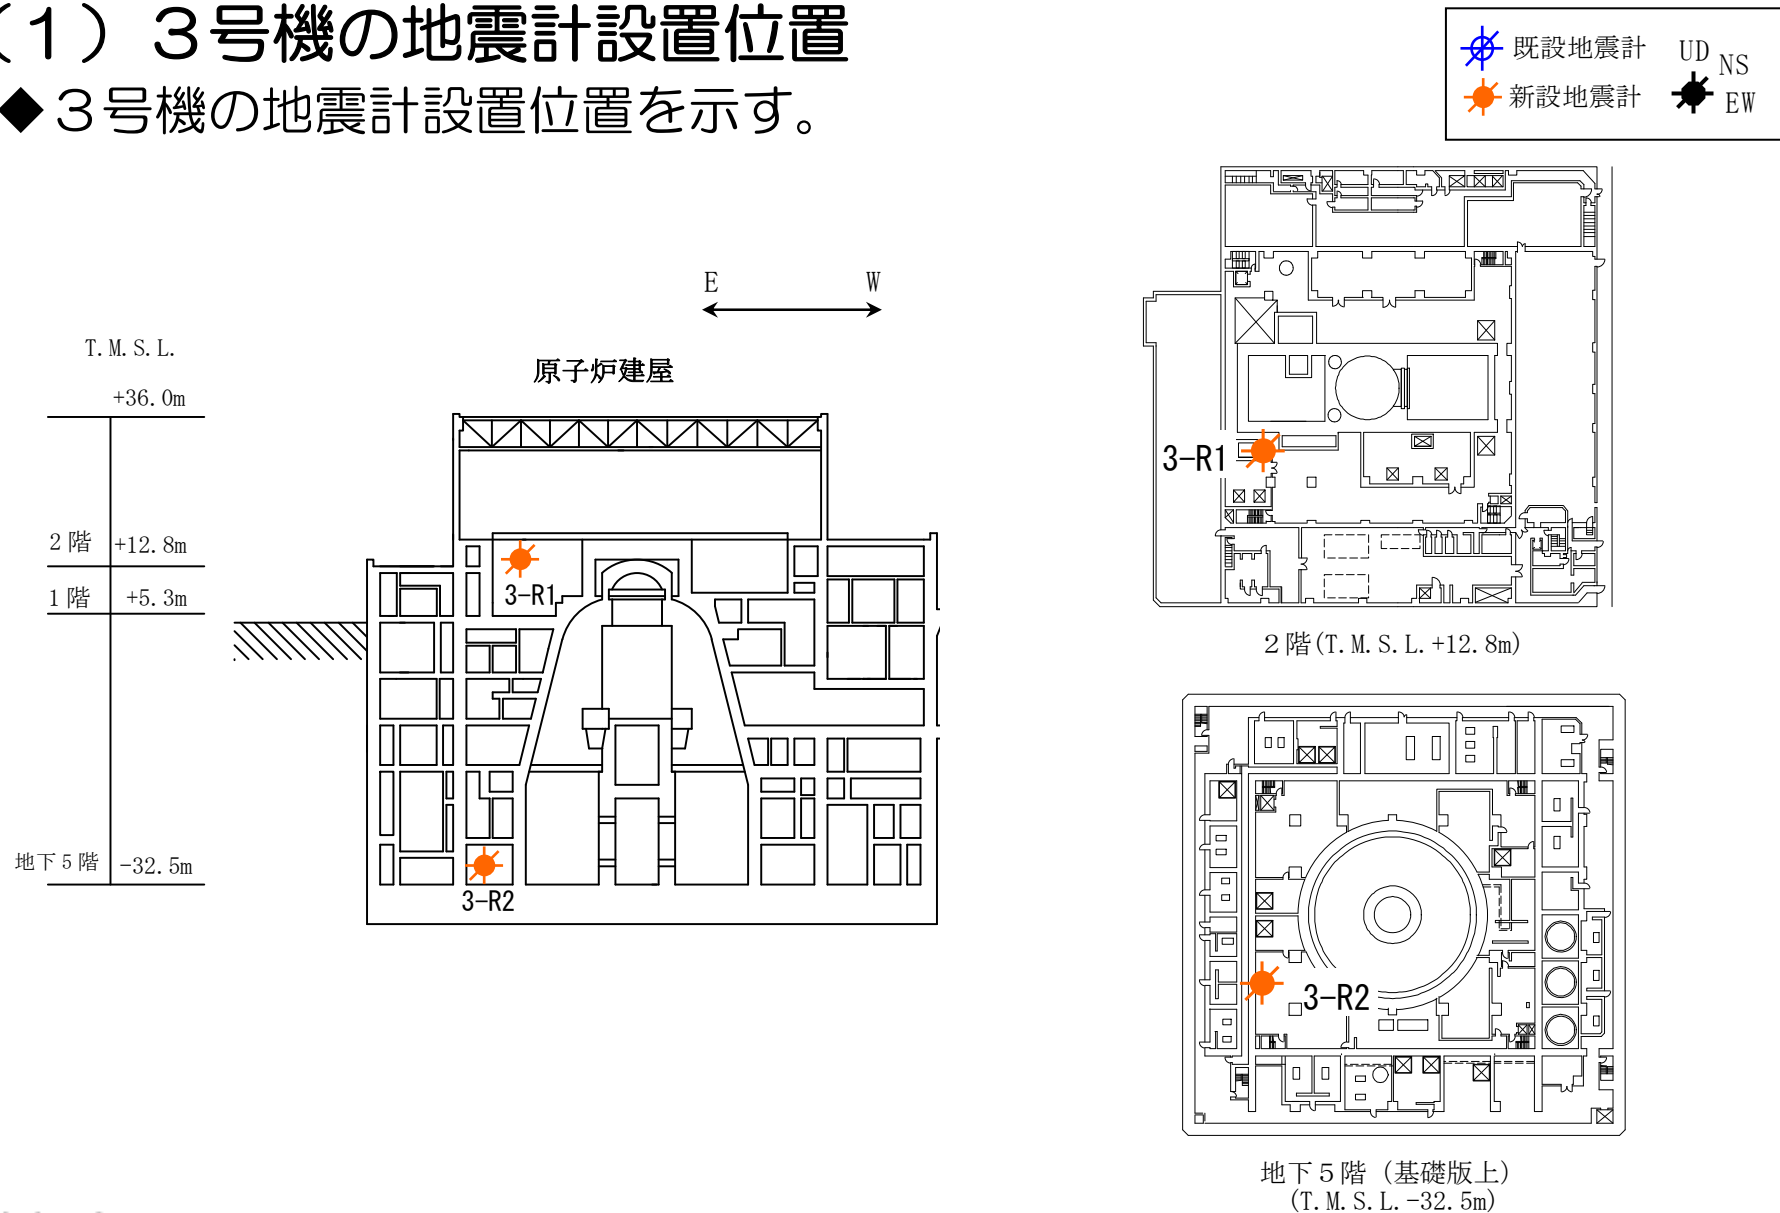 （1）３号機の地震計設置位置
◆３号機の地震計設置位置を示す。
既設地震計
新設地震計
UD
NS
EW
E
W
T.M.S.L.
原子炉建屋
+36.0m
２階 +12.8m
１階 +5.3m
地下５階 -32.5m
3-R1
3-R2
3-R1
２階(T.M.S.L.+12.8m)
3-R2
地下５階（基礎版上）
(T.M.S.L.-32.5m)